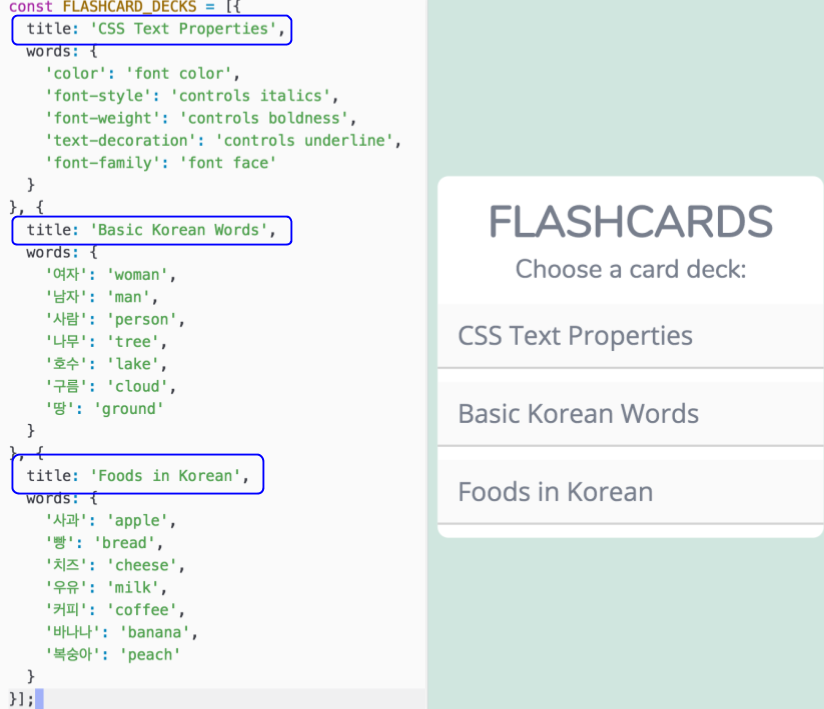 const FLASHCARD_DECKS = [{
  title: 'CSS Text Properties',
  words: {
    'color': 'font color',
    'font-style': 'controls italics',
    'font-weight': 'controls boldness',
    'text-decoration': 'controls underline',
    'font-family': 'font face'
  }
}, {
  title: 'Basic Korean Words',
  words: {
    '여자': 'woman',
    '남자': 'man',
    '사람': 'person',
    '나무': 'tree',
    '호수': 'lake',
    '구름': 'cloud',
    '땅': 'ground'
  }
}, {
  title: 'Foods in Korean',
  words: {
    '사과': 'apple',
    '빵': 'bread',
    '치즈': 'cheese',
    '우유': 'milk',
    '커피': 'coffee',
    '바나나': 'banana',
    '복숭아': 'peach'
  }
}];
FLASHCARDS
Choose a card deck:
CSS Text Properties
Basic Korean Words
Foods in Korean